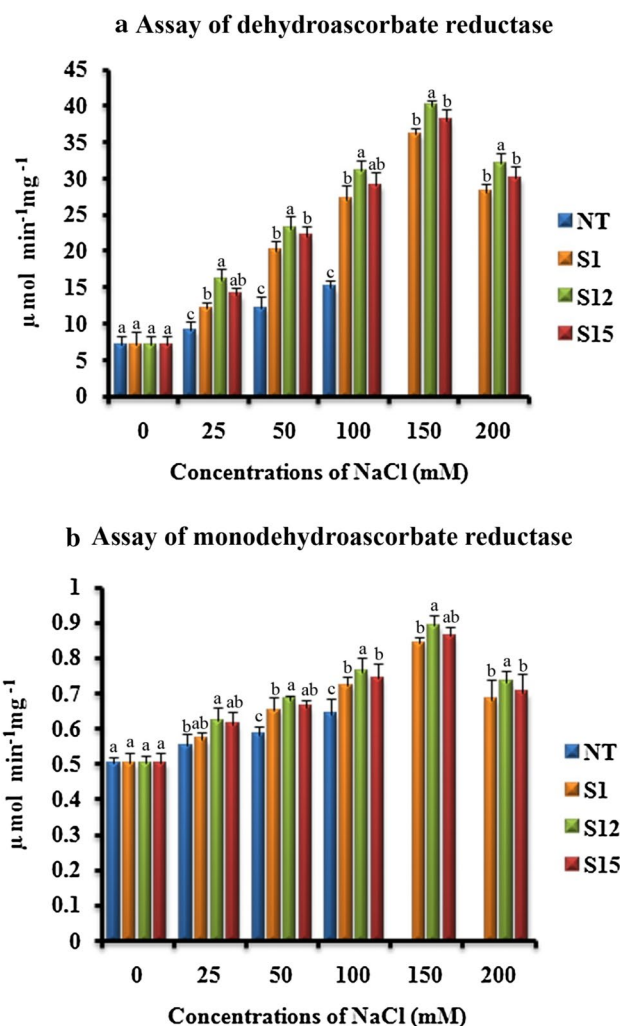 a Assay of dehydroascorbate reductase
45
40
35
30
25
20
15
10
5
0
μmol min⁻¹mg⁻¹
a a a a
c b a ab
c b a b
c b a ab
b a b
b a b
0 25 50 100 150 200
Concentrations of NaCl (mM)
NT
S1
S12
S15
b Assay of monodehydroascorbate reductase
1
0.9
0.8
0.7
0.6
0.5
0.4
0.3
0.2
0.1
0
μmol min⁻¹mg⁻¹
a a a a
b ab a ab
c b a ab
c b a b
b a ab
b a b
0 25 50 100 150 200
Concentrations of NaCl (mM)
NT
S1
S12
S15